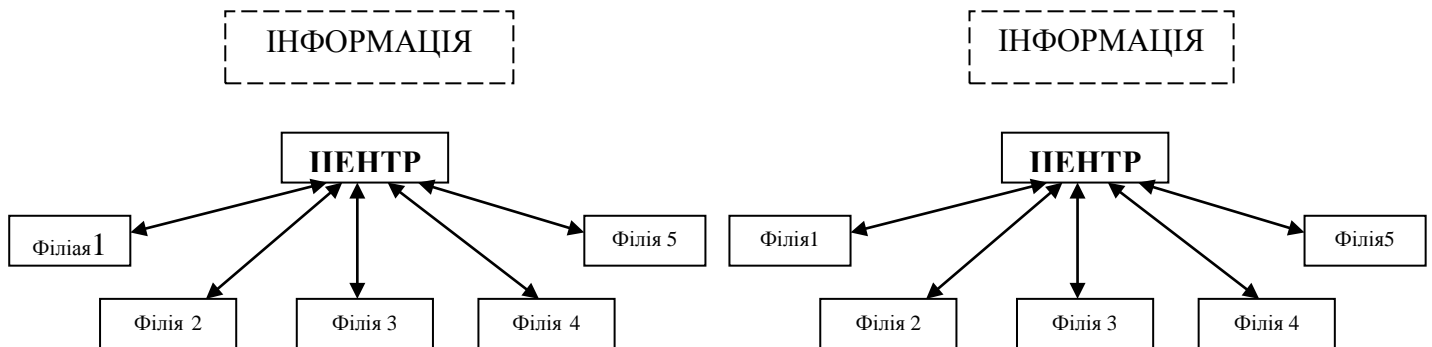 ІНФОРМАЦІЯ
ІНФОРМАЦІЯ
ЦЕНТР
ЦЕНТР
Філіая1
Філія 5
Філія1
Філія5
Філія 2
Філія 3
Філія 4
Філія 2
Філія 3
Філія 4